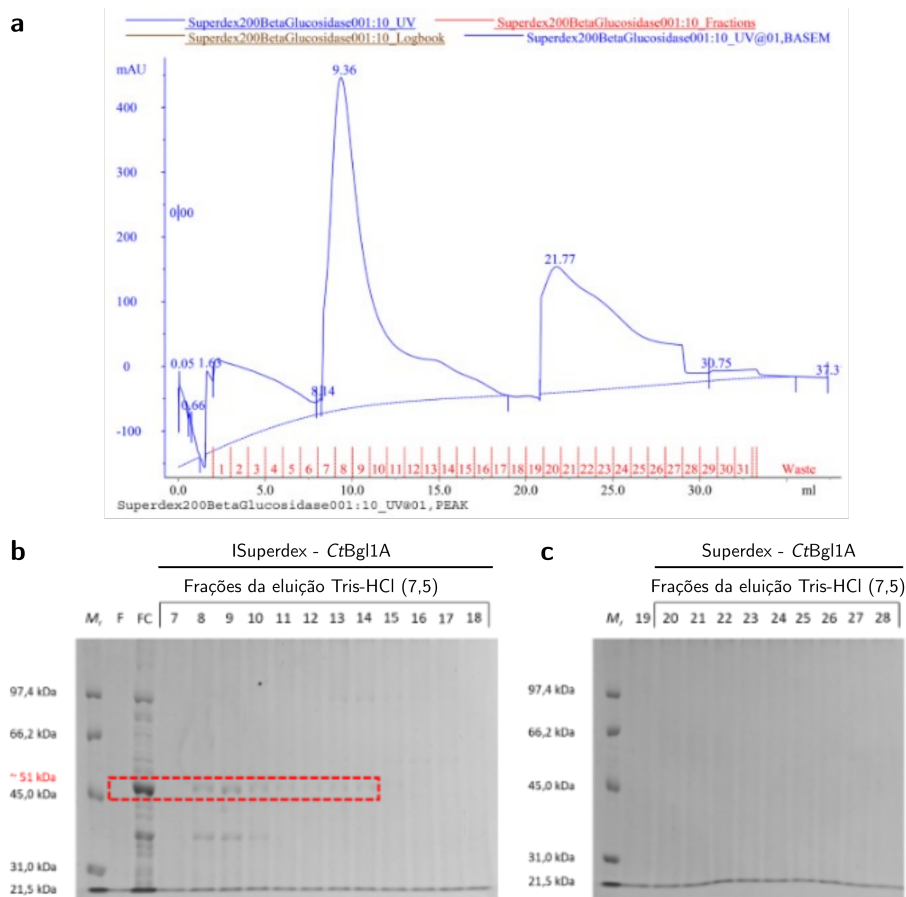 a
Superdex200BetaGlucosidase001:10_UV Superdex200BetaGlucosidase001:10_Fractions
Superdex200BetaGlucosidase001:10_Logbook Superdex200BetaGlucosidase001:10_UV@01,BASEM
mAU
9.36
400
300
0.00
200
21.77
100
0.05 1.63 30.75
0 37.3
8.14
0.66
-100
1 2 3 4 5 6 7 8 9 10 11 12 13 14 15 16 17 18 19 20 21 22 23 24 25 26 27 28 29 30 31 Waste
0.0 5.0 10.0 15.0 20.0 25.0 30.0 ml
Superdex200BetaGlucosidase001:10_UV@01,PEAK
b
ISuperdex - CtBgl1A
Frações da eluição Tris-HCl (7,5)
Mr F FC 7 8 9 10 11 12 13 14 15 16 17 18
97,4 kDa
66,2 kDa
~ 51 kDa
45,0 kDa
31,0 kDa
21,5 kDa
c
Superdex - CtBgl1A
Frações da eluição Tris-HCl (7,5)
Mr 19 20 21 22 23 24 25 26 27 28
97,4 kDa
66,2 kDa
45,0 kDa
31,0 kDa
21,5 kDa